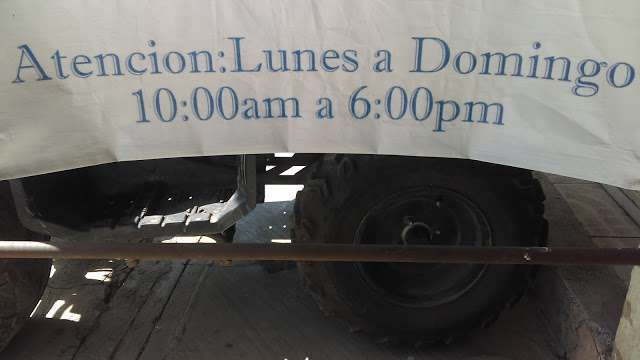 Atencion:Lunes a Domingo
10:00am a 6:00pm